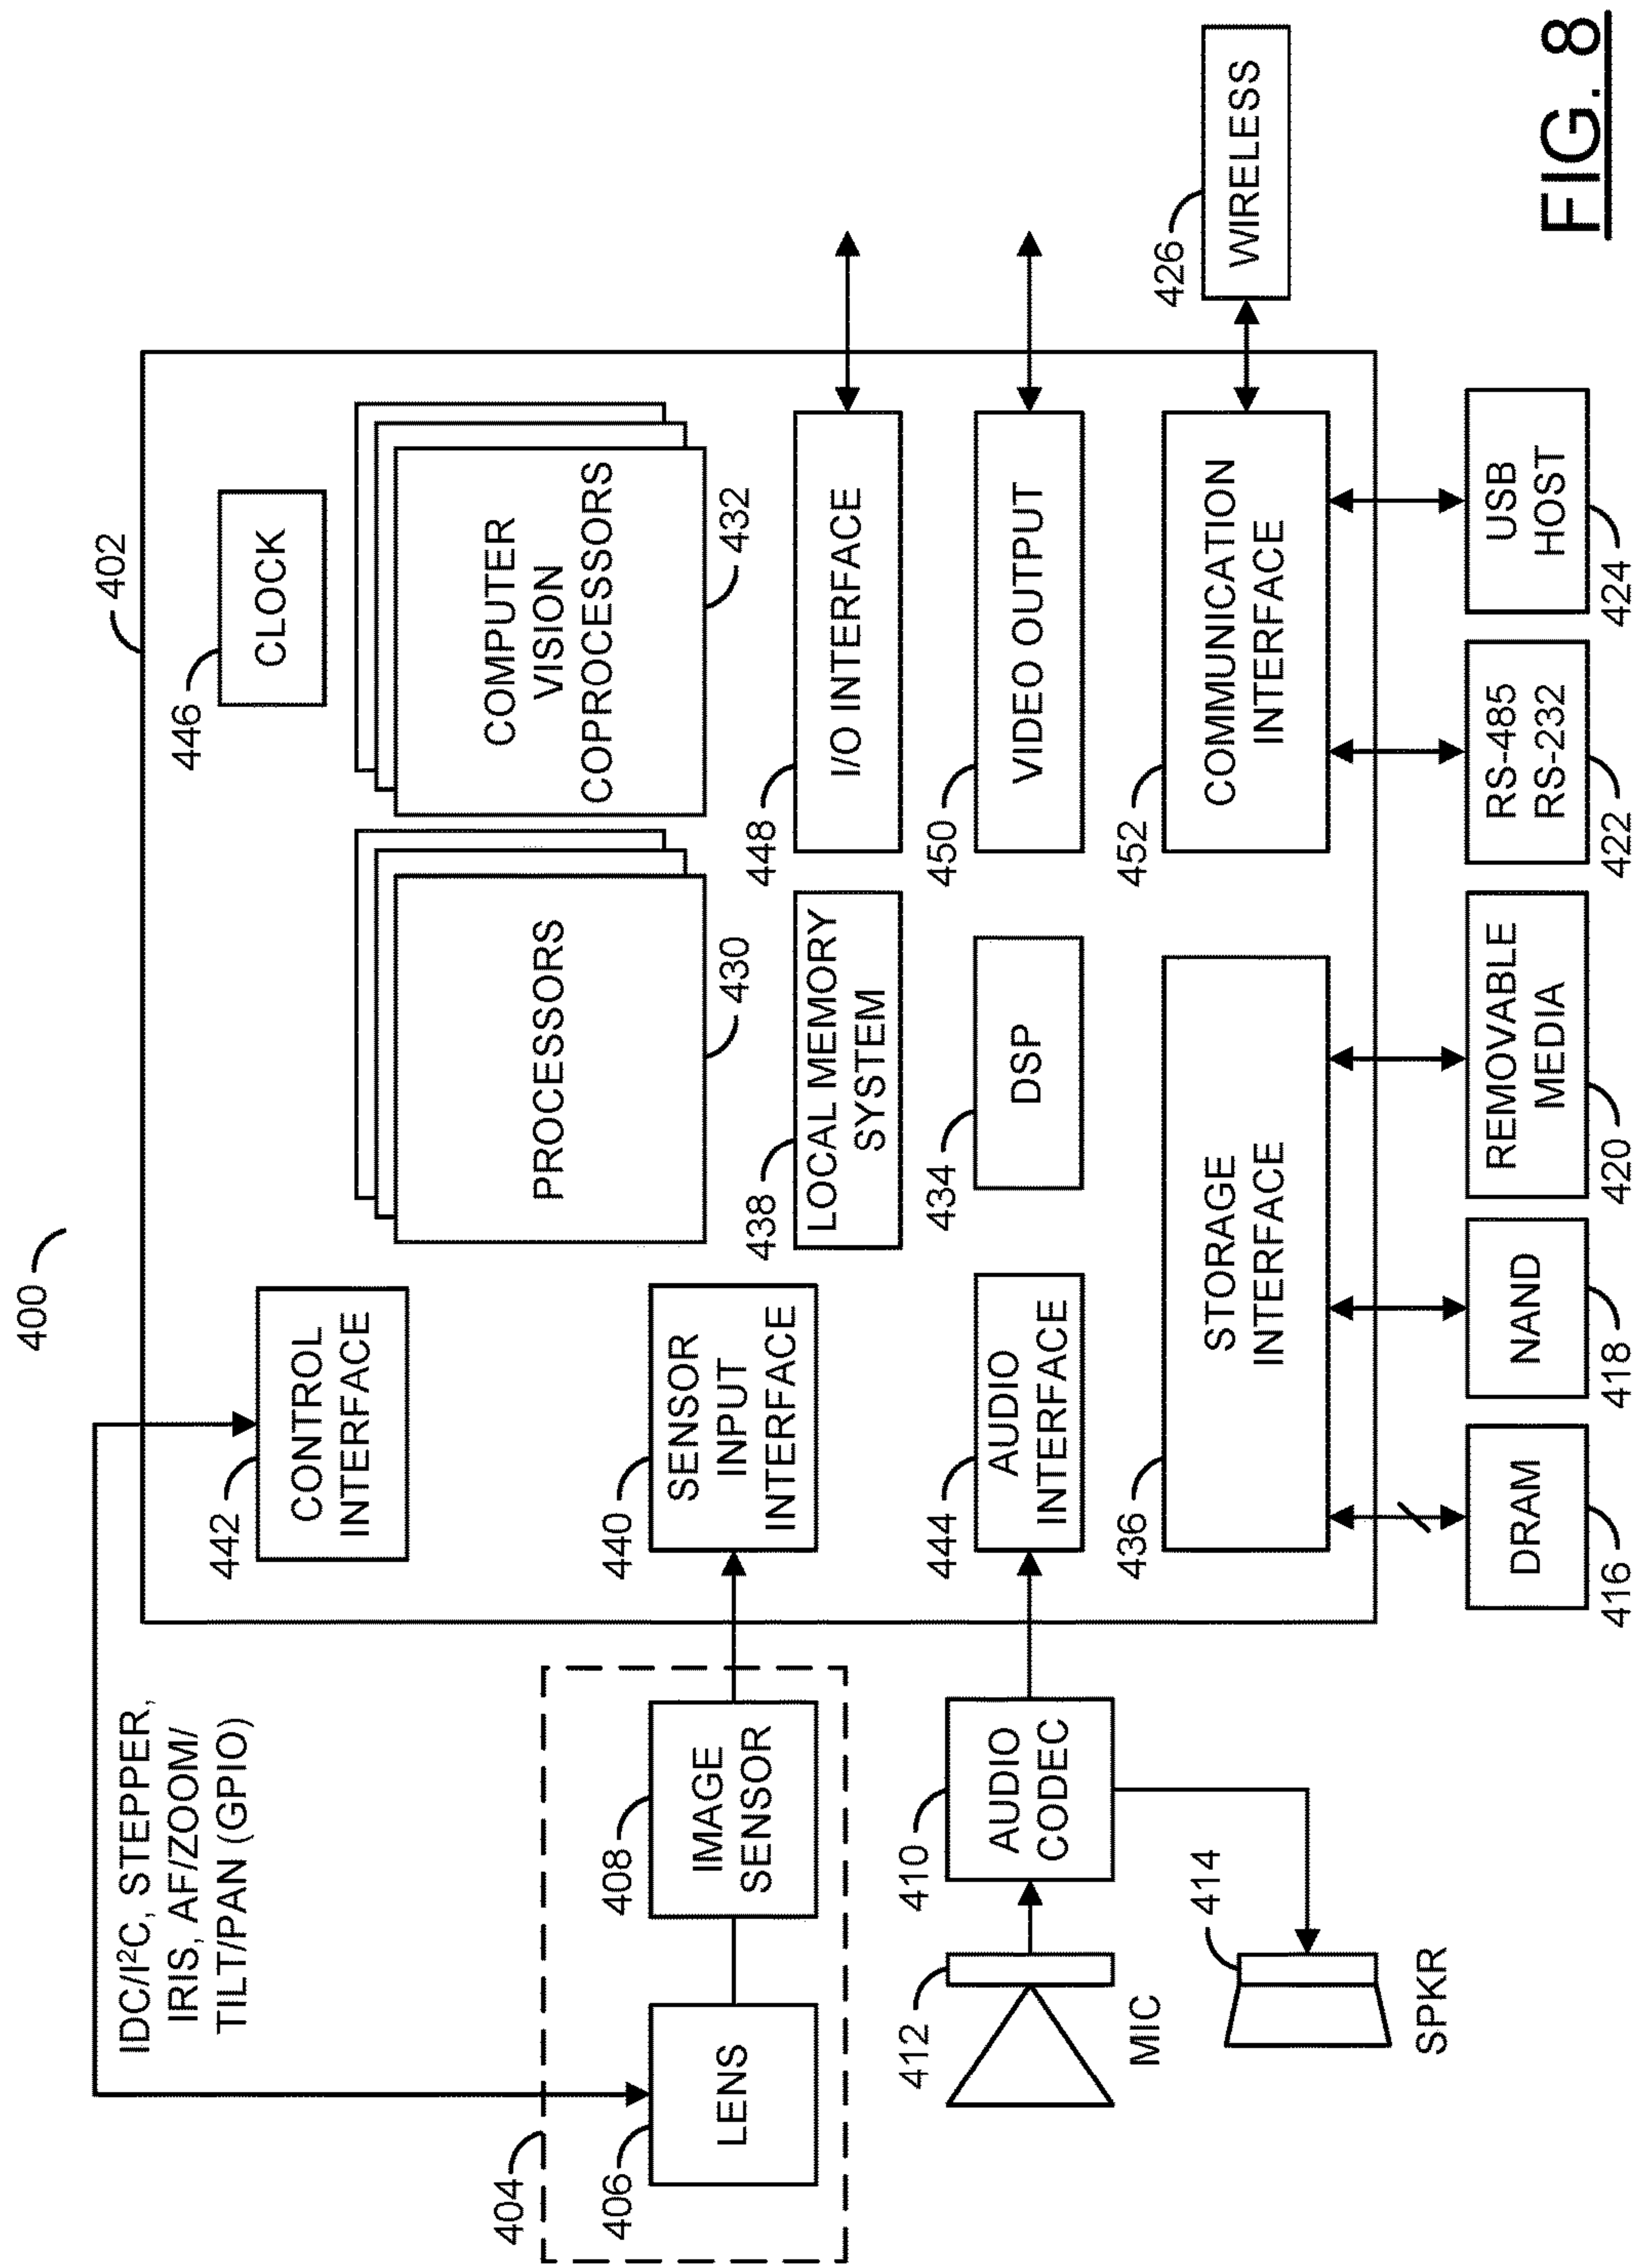 400
402
IDC/I²C, STEPPER,
IRIS, AF/ZOOM/
TILT/PAN (GPIO)
442
CONTROL
INTERFACE
446
CLOCK
PROCESSORS
430
COMPUTER
VISION
COPROCESSORS
432
404
406
LENS
408
IMAGE
SENSOR
440
SENSOR
INPUT
INTERFACE
438
LOCAL MEMORY
SYSTEM
448
I/O INTERFACE
412
MIC
410
AUDIO
CODEC
444
AUDIO
INTERFACE
434
DSP
450
VIDEO OUTPUT
414
SPKR
436
STORAGE
INTERFACE
452
COMMUNICATION
INTERFACE
426
WIRELESS
DRAM
416
NAND
418
REMOVABLE
MEDIA
420
RS-485
RS-232
422
USB
HOST
424
FIG. 8